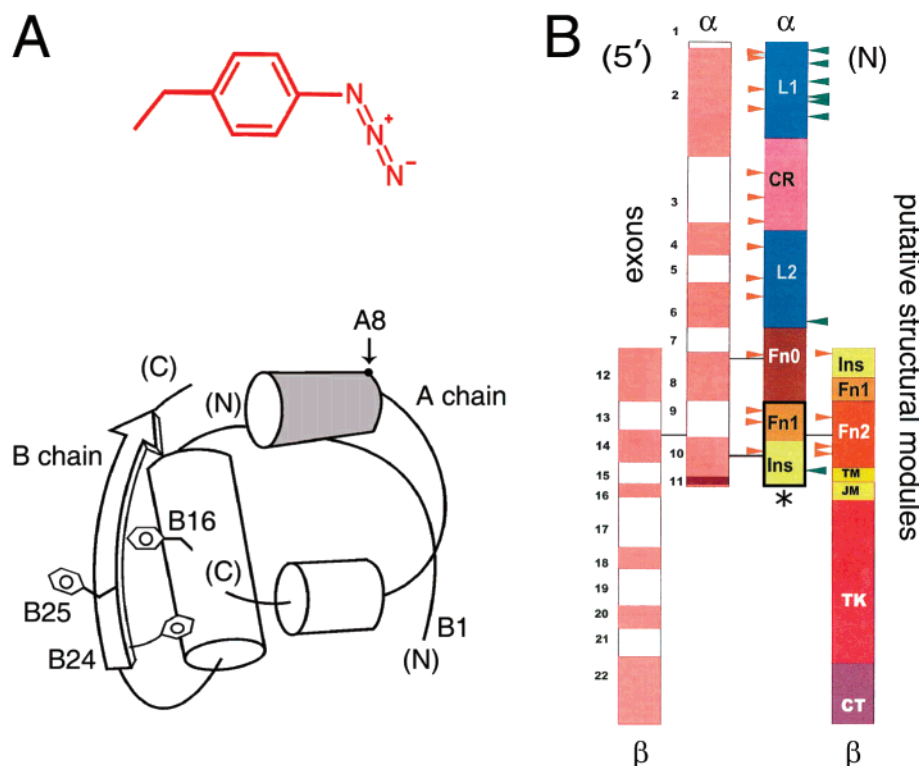 A
N
N+
N−
A8
(C)
(N)
A chain
B chain
B16
(C)
B25
B1
B24
(N)
B
(5′)
α
α
(N)
exons
putative structural modules
1
2
3
4
5
6
7
8
9
10
11
12
13
14
15
16
17
18
19
20
21
22
L1
CR
L2
Fn0
Fn1
Ins
*
Ins
Fn1
Fn2
TM
JM
TK
CT
β
β